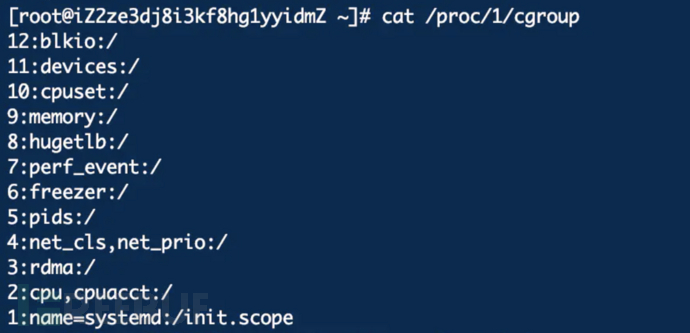 [root@iZ2ze3dj8i3kf8hg1yyidmZ ~]# cat /proc/1/cgroup
12:blkio:/
11:devices:/
10:cpuset:/
9:memory:/
8:hugetlb:/
7:perf_event:/
6:freezer:/
5:pids:/
4:net_cls,net_prio:/
3:rdma:/
2:cpu,cpuacct:/
1:name=systemd:/init.scope